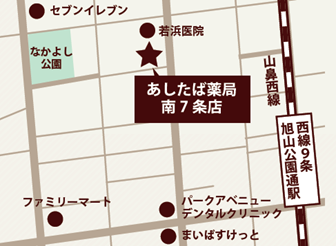 セブンイレブン
若浜医院
なかよし
公園
あしたば薬局
南７条店
山鼻西線
西線９条
旭山公園通駅
ファミリーマート
パークアベニュー
デンタルクリニック
まいばすけっと